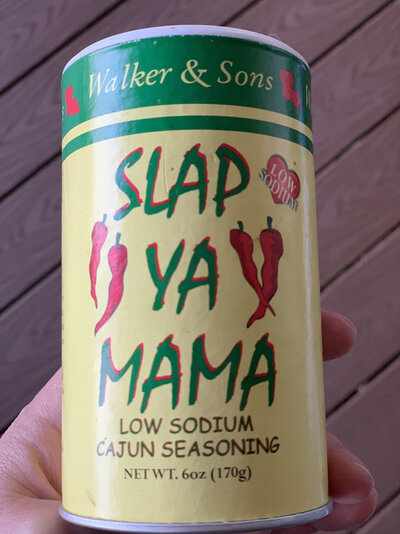 Walker & Sons
SLAP
LOW
SODIUM
YA
MAMA
LOW SODIUM
CAJUN SEASONING
NET WT. 6oz (170g)